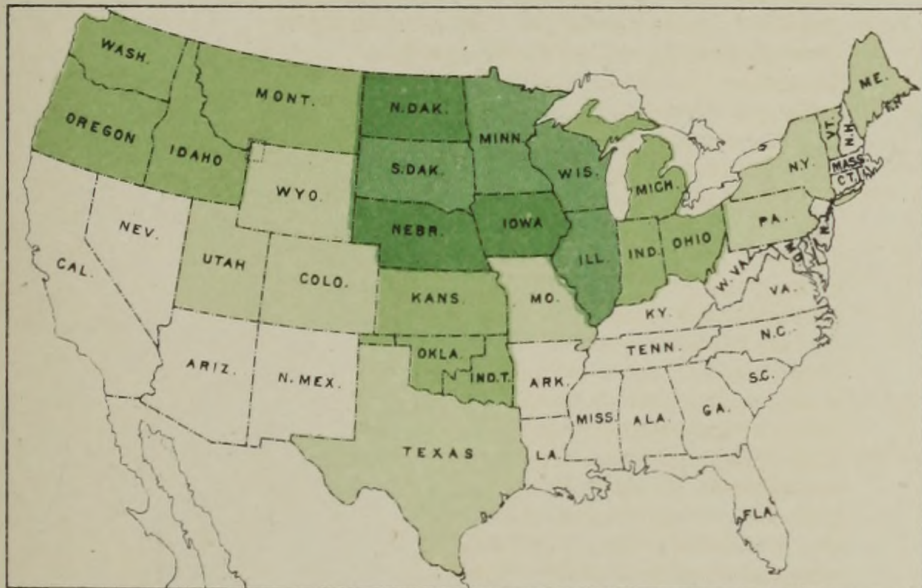 WASH.
MONT.
N.DAK.
MINN.
ME.
OREGON
IDAHO
VT.
N.H.
S.DAK.
WIS.
MICH.
N.Y.
MASS.
CT.
WYO.
NEBR.
IOWA
PA.
NEV.
ILL.
IND.
OHIO
CAL.
UTAH
COLO.
W.VA.
MD.
KANS.
MO.
KY.
VA.
ARIZ.
N.MEX.
OKLA.
IND.T.
ARK.
TENN.
N.C.
S.C.
MISS.
ALA.
GA.
TEXAS
LA.
FLA.